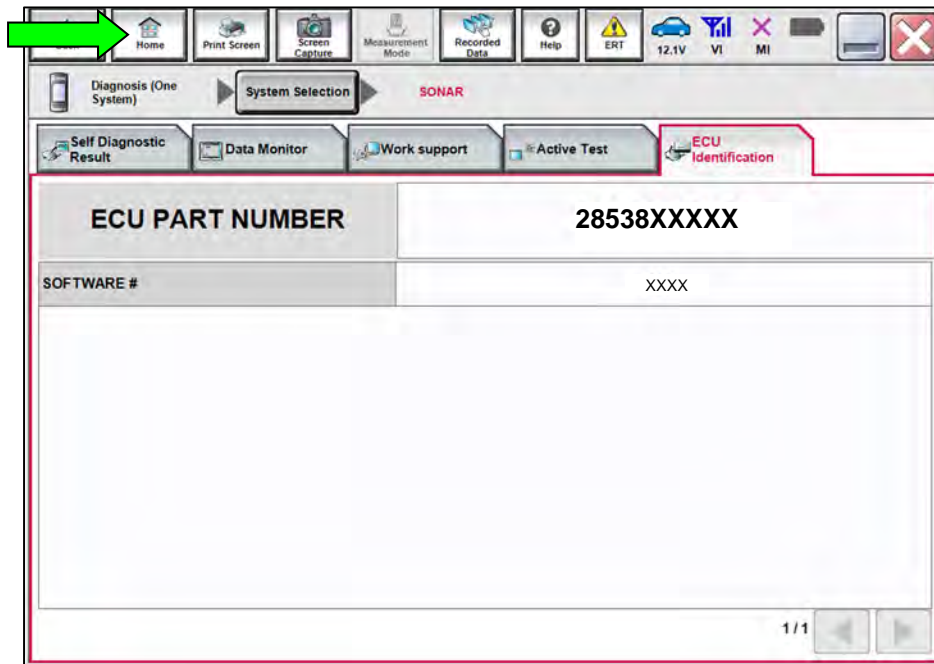 Home
Print Screen
Screen
Capture
Measurement
Mode
Recorded
Data
Help
ERT
12.1V
VI
MI
Diagnosis (One
System)
System Selection
SONAR
Self Diagnostic
Result
Data Monitor
Work support
Active Test
ECU
Identification
ECU PART NUMBER
28538XXXXX
SOFTWARE #
XXXX
1/1